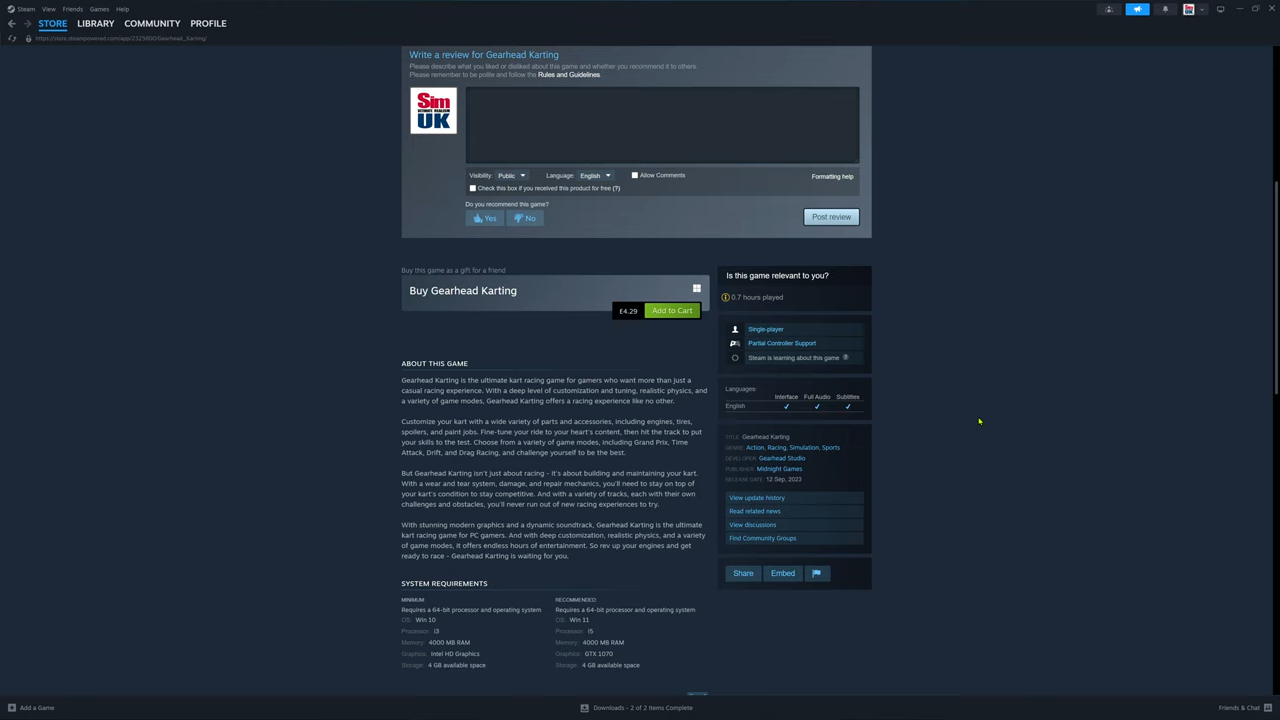 Steam View Friends Games Help
STORE LIBRARY COMMUNITY PROFILE
https://store.steampowered.com/app/2325800/Gearhead_Karting/
Write a review for Gearhead Karting
Please describe what you liked or disliked about this game and whether you recommend it to others.
Please remember to be polite and follow the Rules and Guidelines.
Sim
ULTIMATE REALISM
UK
Visibility: Public Language: English Allow Comments Formatting help
Check this box if you received this product for free (?)
Do you recommend this game?
Yes No Post review
Buy this game as a gift for a friend
Buy Gearhead Karting
£4.29 Add to Cart
ABOUT THIS GAME
Gearhead Karting is the ultimate kart racing game for gamers who want more than just a
casual racing experience. With a deep level of customization and tuning, realistic physics, and
a variety of game modes, Gearhead Karting offers a racing experience like no other.
Customize your kart with a wide variety of parts and accessories, including engines, tires,
spoilers, and paint jobs. Fine-tune your ride to your heart's content, then hit the track to put
your skills to the test. Choose from a variety of game modes, including Grand Prix, Time
Attack, Drift, and Drag Racing, and challenge yourself to be the best.
But Gearhead Karting isn't just about racing - it's about building and maintaining your kart.
With a wear and tear system, damage, and repair mechanics, you'll need to stay on top of
your kart's condition to stay competitive. And with a variety of tracks, each with their own
challenges and obstacles, you'll never run out of new racing experiences to try.
With stunning modern graphics and a dynamic soundtrack, Gearhead Karting is the ultimate
kart racing game for PC gamers. And with deep customization, realistic physics, and a variety
of game modes, it offers endless hours of entertainment. So rev up your engines and get
ready to race - Gearhead Karting is waiting for you.
SYSTEM REQUIREMENTS
MINIMUM:
Requires a 64-bit processor and operating system
OS: Win 10
Processor: i3
Memory: 4000 MB RAM
Graphics: Intel HD Graphics
Storage: 4 GB available space
RECOMMENDED:
Requires a 64-bit processor and operating system
OS: Win 11
Processor: i5
Memory: 4000 MB RAM
Graphics: GTX 1070
Storage: 4 GB available space
Is this game relevant to you?
0.7 hours played
Single-player
Partial Controller Support
Steam is learning about this game ?
Languages:
Interface Full Audio Subtitles
English ✓ ✓ ✓
TITLE: Gearhead Karting
GENRE: Action, Racing, Simulation, Sports
DEVELOPER: Gearhead Studio
PUBLISHER: Midnight Games
RELEASE DATE: 12 Sep, 2023
View update history
Read related news
View discussions
Find Community Groups
Share Embed
Add a Game Downloads - 2 of 2 Items Complete Friends & Chat